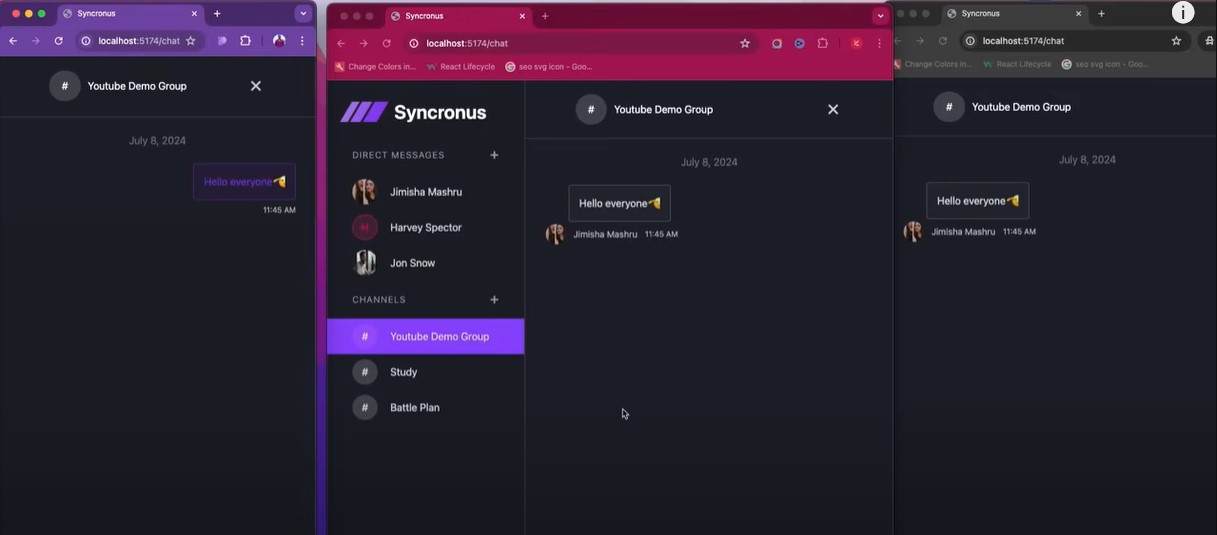 Syncronus
localhost:5174/chat
# Youtube Demo Group
July 8, 2024
Hello everyone
11:45 AM
Syncronus
localhost:5174/chat
Change Colors in...
React Lifecycle
seo svg icon - Goo...
Syncronus
DIRECT MESSAGES
Jimisha Mashru
H
Harvey Spector
Jon Snow
CHANNELS
# Youtube Demo Group
# Study
# Battle Plan
# Youtube Demo Group
July 8, 2024
Hello everyone
Jimisha Mashru 11:45 AM
Syncronus
localhost:5174/chat
Change Colors in...
React Lifecycle
seo svg icon - Goo...
# Youtube Demo Group
July 8, 2024
Hello everyone
Jimisha Mashru 11:45 AM